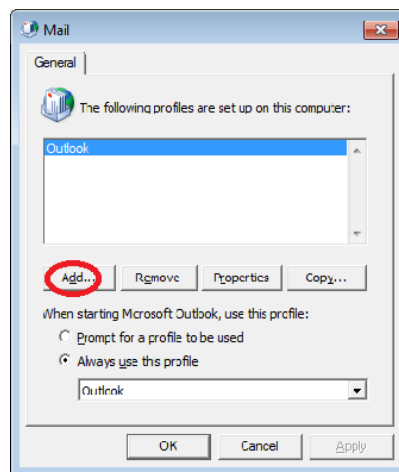 Mail
General
The following profiles are set up on this computer:
Outlook
Add... Remove Properties Copy...
When starting Microsoft Outlook, use this profile:
Prompt for a profile to be used
Always use this profile
Outlook
OK Cancel Apply